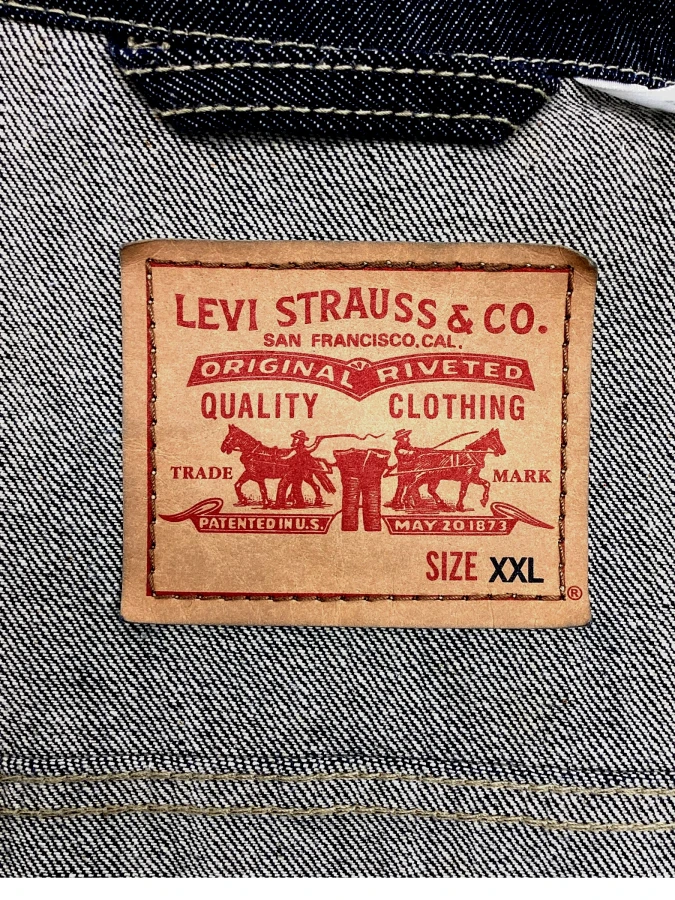 LEVI STRAUSS & CO.
SAN FRANCISCO, CAL.
ORIGINAL RIVETED
QUALITY CLOTHING
TRADE MARK
PATENTED IN U.S. MAY 20 1873
SIZE XXL
®